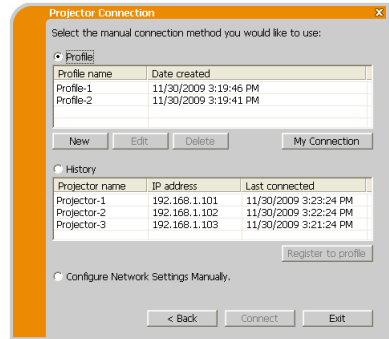 Projector Connection
X
Select the manual connection method you would like to use:
Profile
Profile name Date created
Profile-1 11/30/2009 3:19:46 PM
Profile-2 11/30/2009 3:19:41 PM
New Edit Delete My Connection
History
Projector name IP address Last connected
Projector-1 192.168.1.101 11/30/2009 3:23:24 PM
Projector-2 192.168.1.102 11/30/2009 3:22:24 PM
Projector-3 192.168.1.103 11/30/2009 3:21:24 PM
Register to profile
Configure Network Settings Manually.
< Back Connect Exit